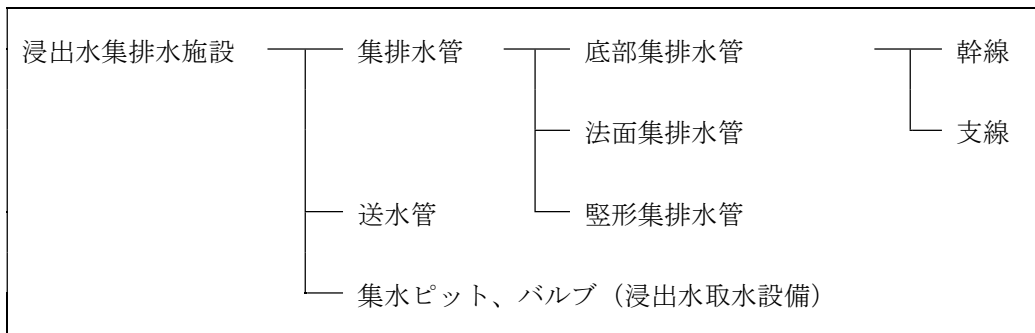 浸出水集排水施設 集排水管 底部集排水管 幹線
法面集排水管 支線
送水管 竪形集排水管
集水ピット、バルブ（浸出水取水設備）